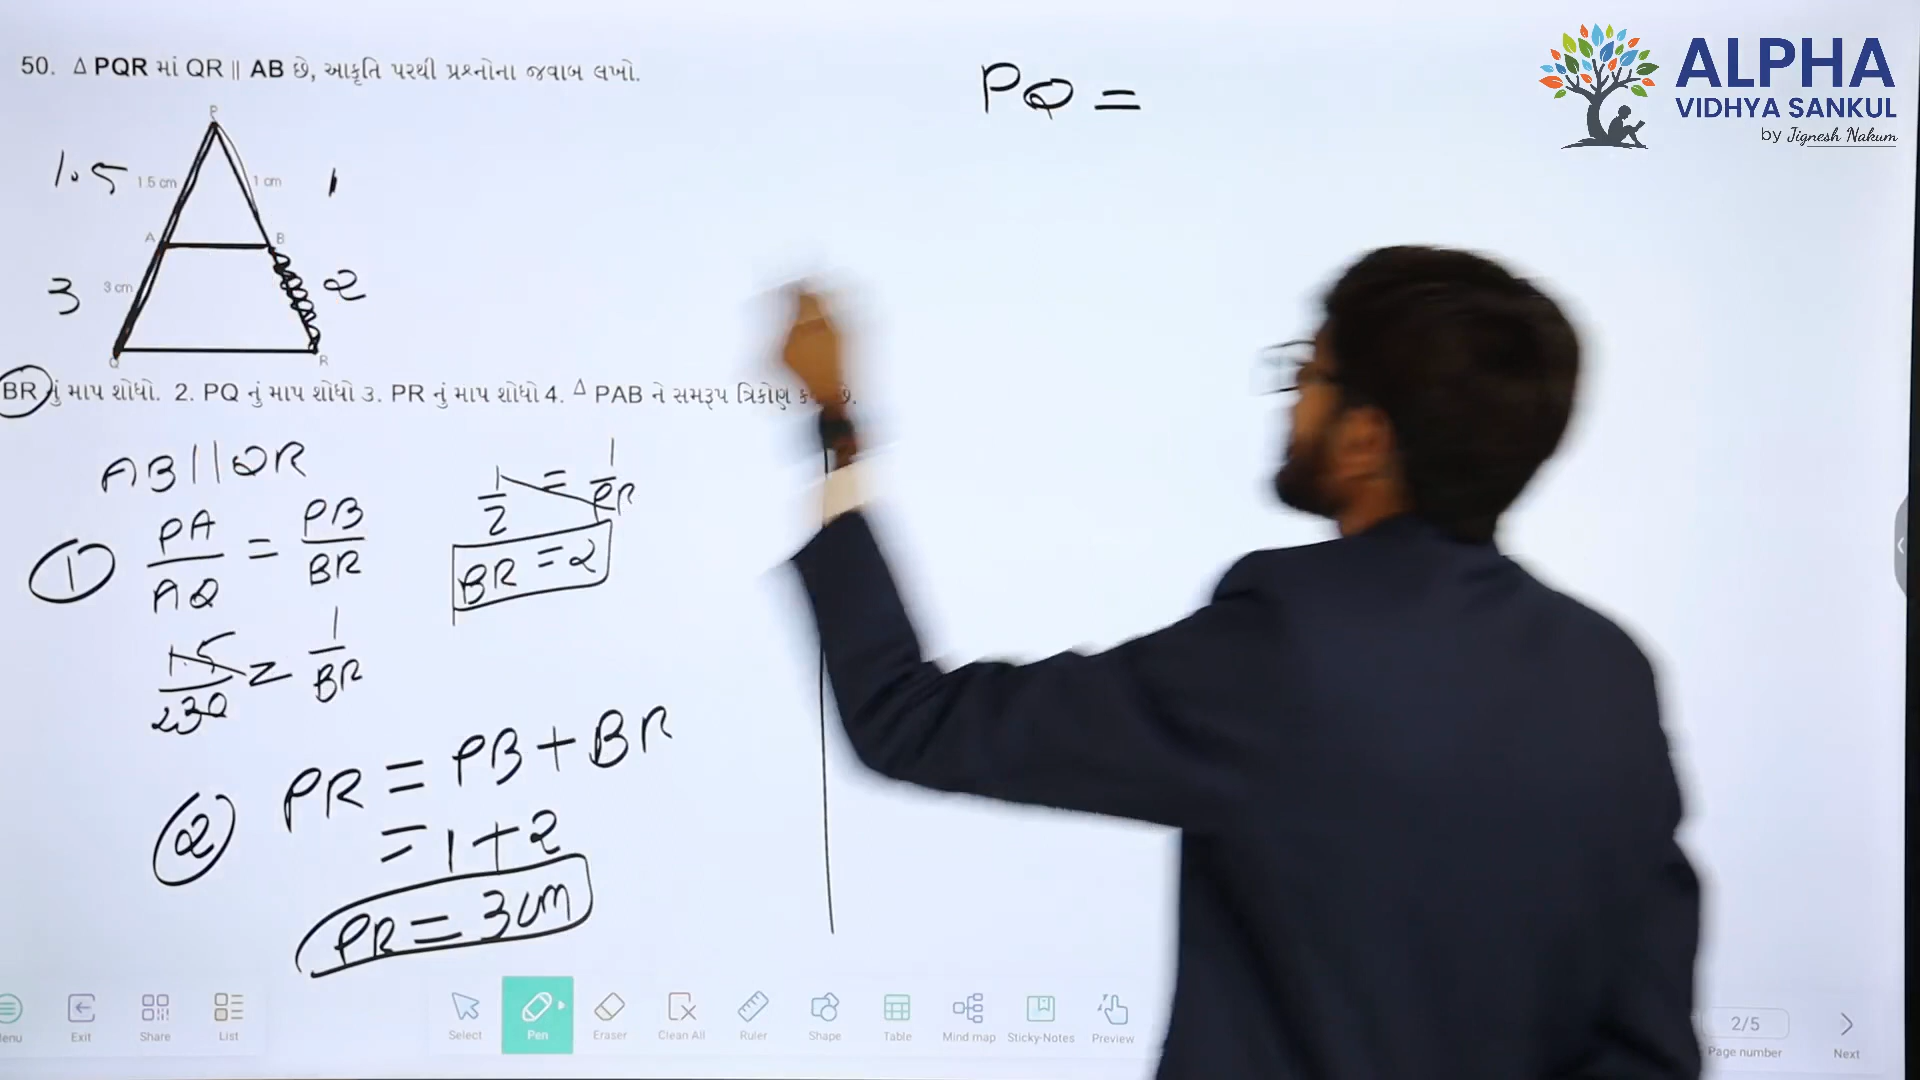 50. Δ PQR માં QR || AB છે, આકૃતિ પરથી પ્રશ્નોના જવાબ લખો.
P
1.5
1.5 cm
1 cm
1
A
B
3
3 cm
2
Q
R
BR નું માપ શોધો. 2. PQ નું માપ શોધો 3. PR નું માપ શોધો 4. Δ PAB ને સમરૂપ ત્રિકોણ છે.
AB||QR
① PA/AQ = PB/BR
1.5/30 = 1/BR
2
1/2 = 1/BR
BR = 2
② PR = PB + BR
= 1 + 2
PR = 3 cm
PQ =
ALPHA
VIDHYA SANKUL
by Jignesh Nakum
Exit
Share
List
Select
Pen
Eraser
Clean All
Ruler
Shape
Table
Mind map
Sticky-Notes
Preview
2/5
Page number
Next